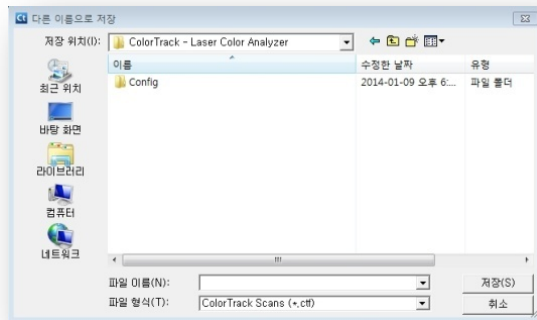 다른 이름으로 저장
저장 위치(I): ColorTrack - Laser Color Analyzer
이름 수정한 날짜 유형
Config 2014-01-09 오후 6:... 파일 폴더
최근 위치
바탕 화면
라이브러리
컴퓨터
네트워크
파일 이름(N): 저장(S)
파일 형식(T): ColorTrack Scans (*.ctf) 취소